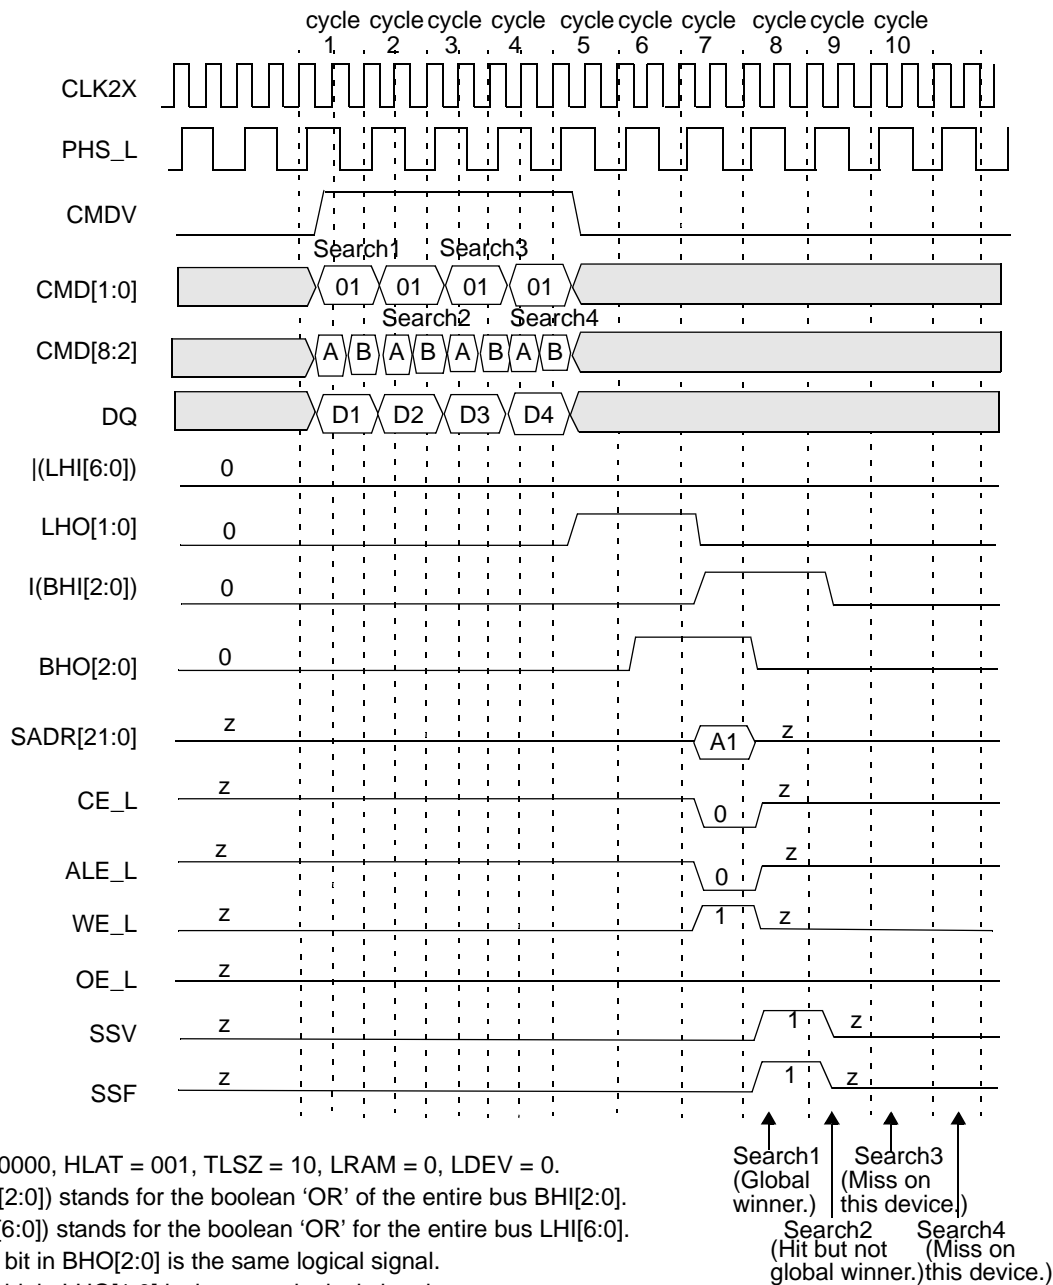 cycle cycle cycle cycle cycle cycle cycle cycle cycle cycle
1 2 3 4 5 6 7 8 9 10
CLK2X
PHS_L
CMDV
Search1 Search3
CMD[1:0] 01 01 01 01
Search2 Search4
CMD[8:2] A B A B A B A B
DQ D1 D2 D3 D4
|(LHI[6:0]) 0
LHO[1:0] 0
I(BHI[2:0]) 0
BHO[2:0] 0
SADR[21:0] z A1 z
CE_L z 0 z
ALE_L z 0 z
WE_L z 1 z
OE_L z
SSV z 1 z
SSF z 1 z
Search1 (Global winner.)
Search3 (Miss on this device.)
Search2 (Hit but not global winner.)
Search4 (Miss on this device.)
0000, HLAT = 001, TLSZ = 10, LRAM = 0, LDEV = 0.
[2:0]) stands for the boolean ‘OR’ of the entire bus BHI[2:0].
6:0]) stands for the boolean ‘OR’ for the entire bus LHI[6:0].
bit in BHO[2:0] is the same logical signal.